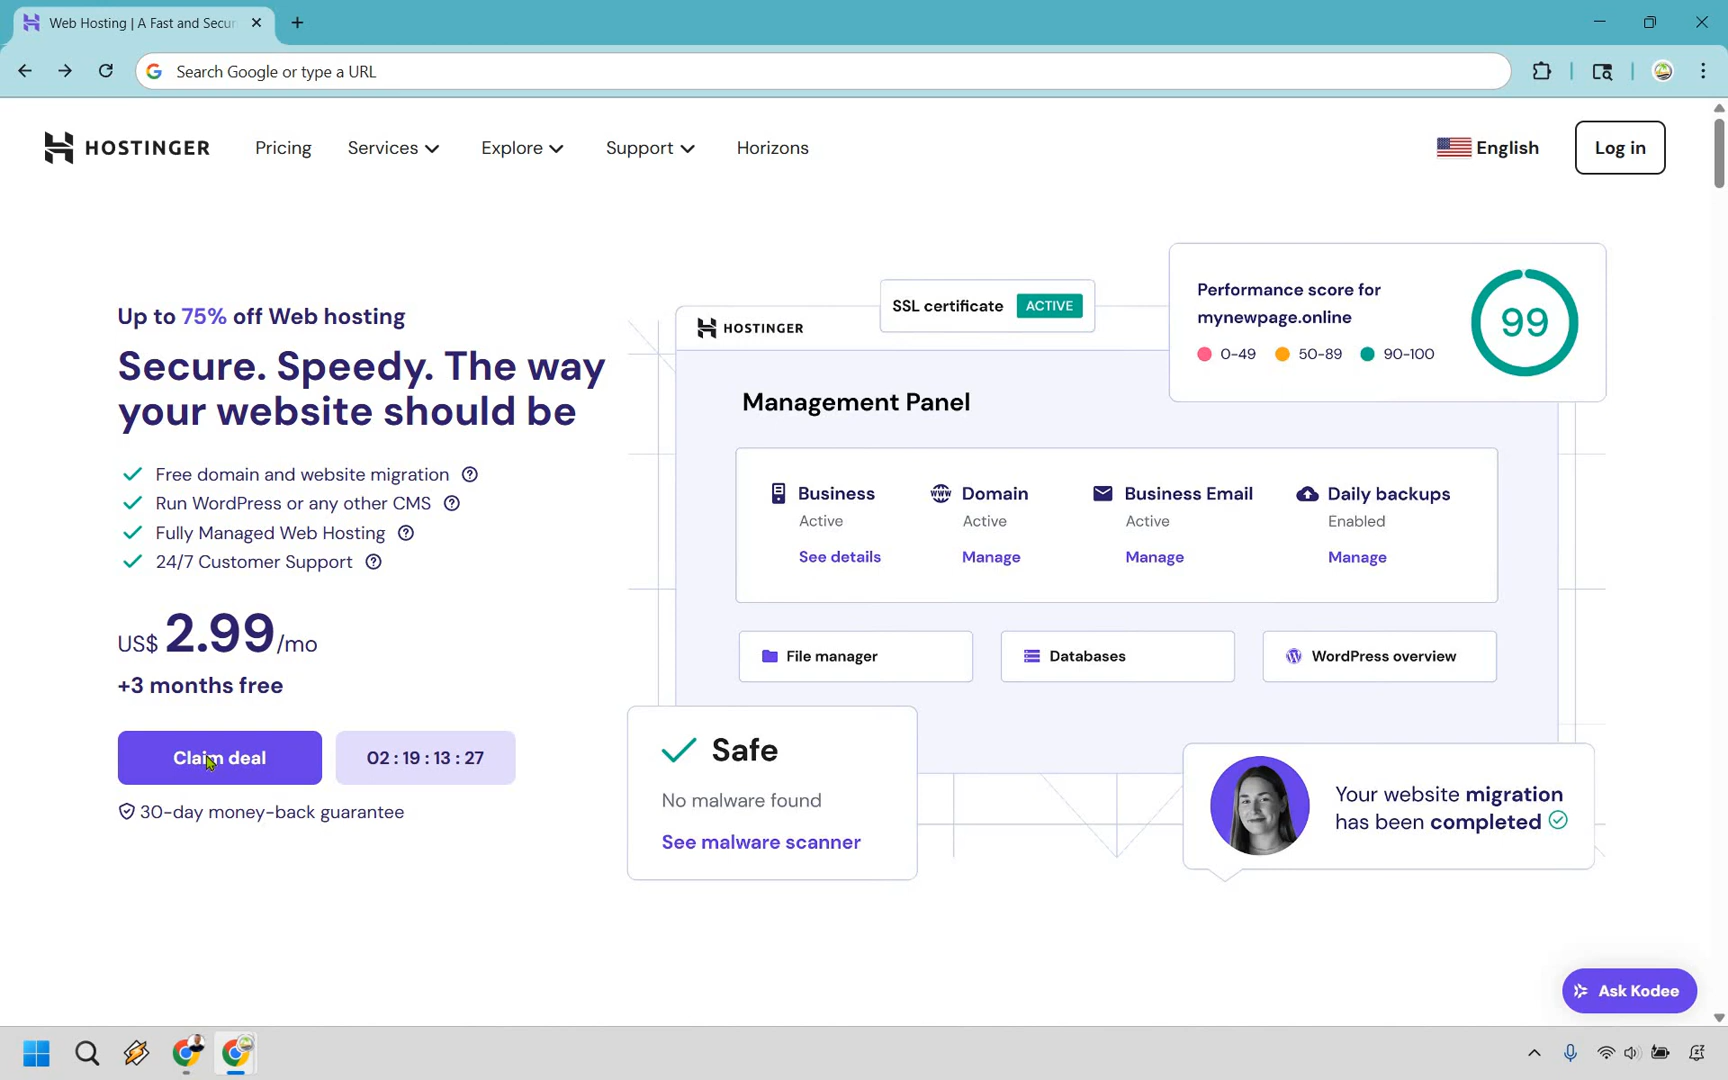 Web Hosting | A Fast and Secur
Search Google or type a URL
HOSTINGER
Pricing
Services
Explore
Support
Horizons
English
Log in
Up to 75% off Web hosting
Secure. Speedy. The way
your website should be
Free domain and website migration
Run WordPress or any other CMS
Fully Managed Web Hosting
24/7 Customer Support
US$ 2.99/mo
+3 months free
Claim deal
02 : 19 : 13 : 27
30-day money-back guarantee
SSL certificate ACTIVE
HOSTINGER
Performance score for
mynewpage.online
0-49 50-89 90-100
99
Management Panel
Business
Active
See details
www
Domain
Active
Manage
Business Email
Active
Manage
Daily backups
Enabled
Manage
File manager
Databases
WordPress overview
Safe
No malware found
See malware scanner
Your website migration
has been completed
Ask Kodee